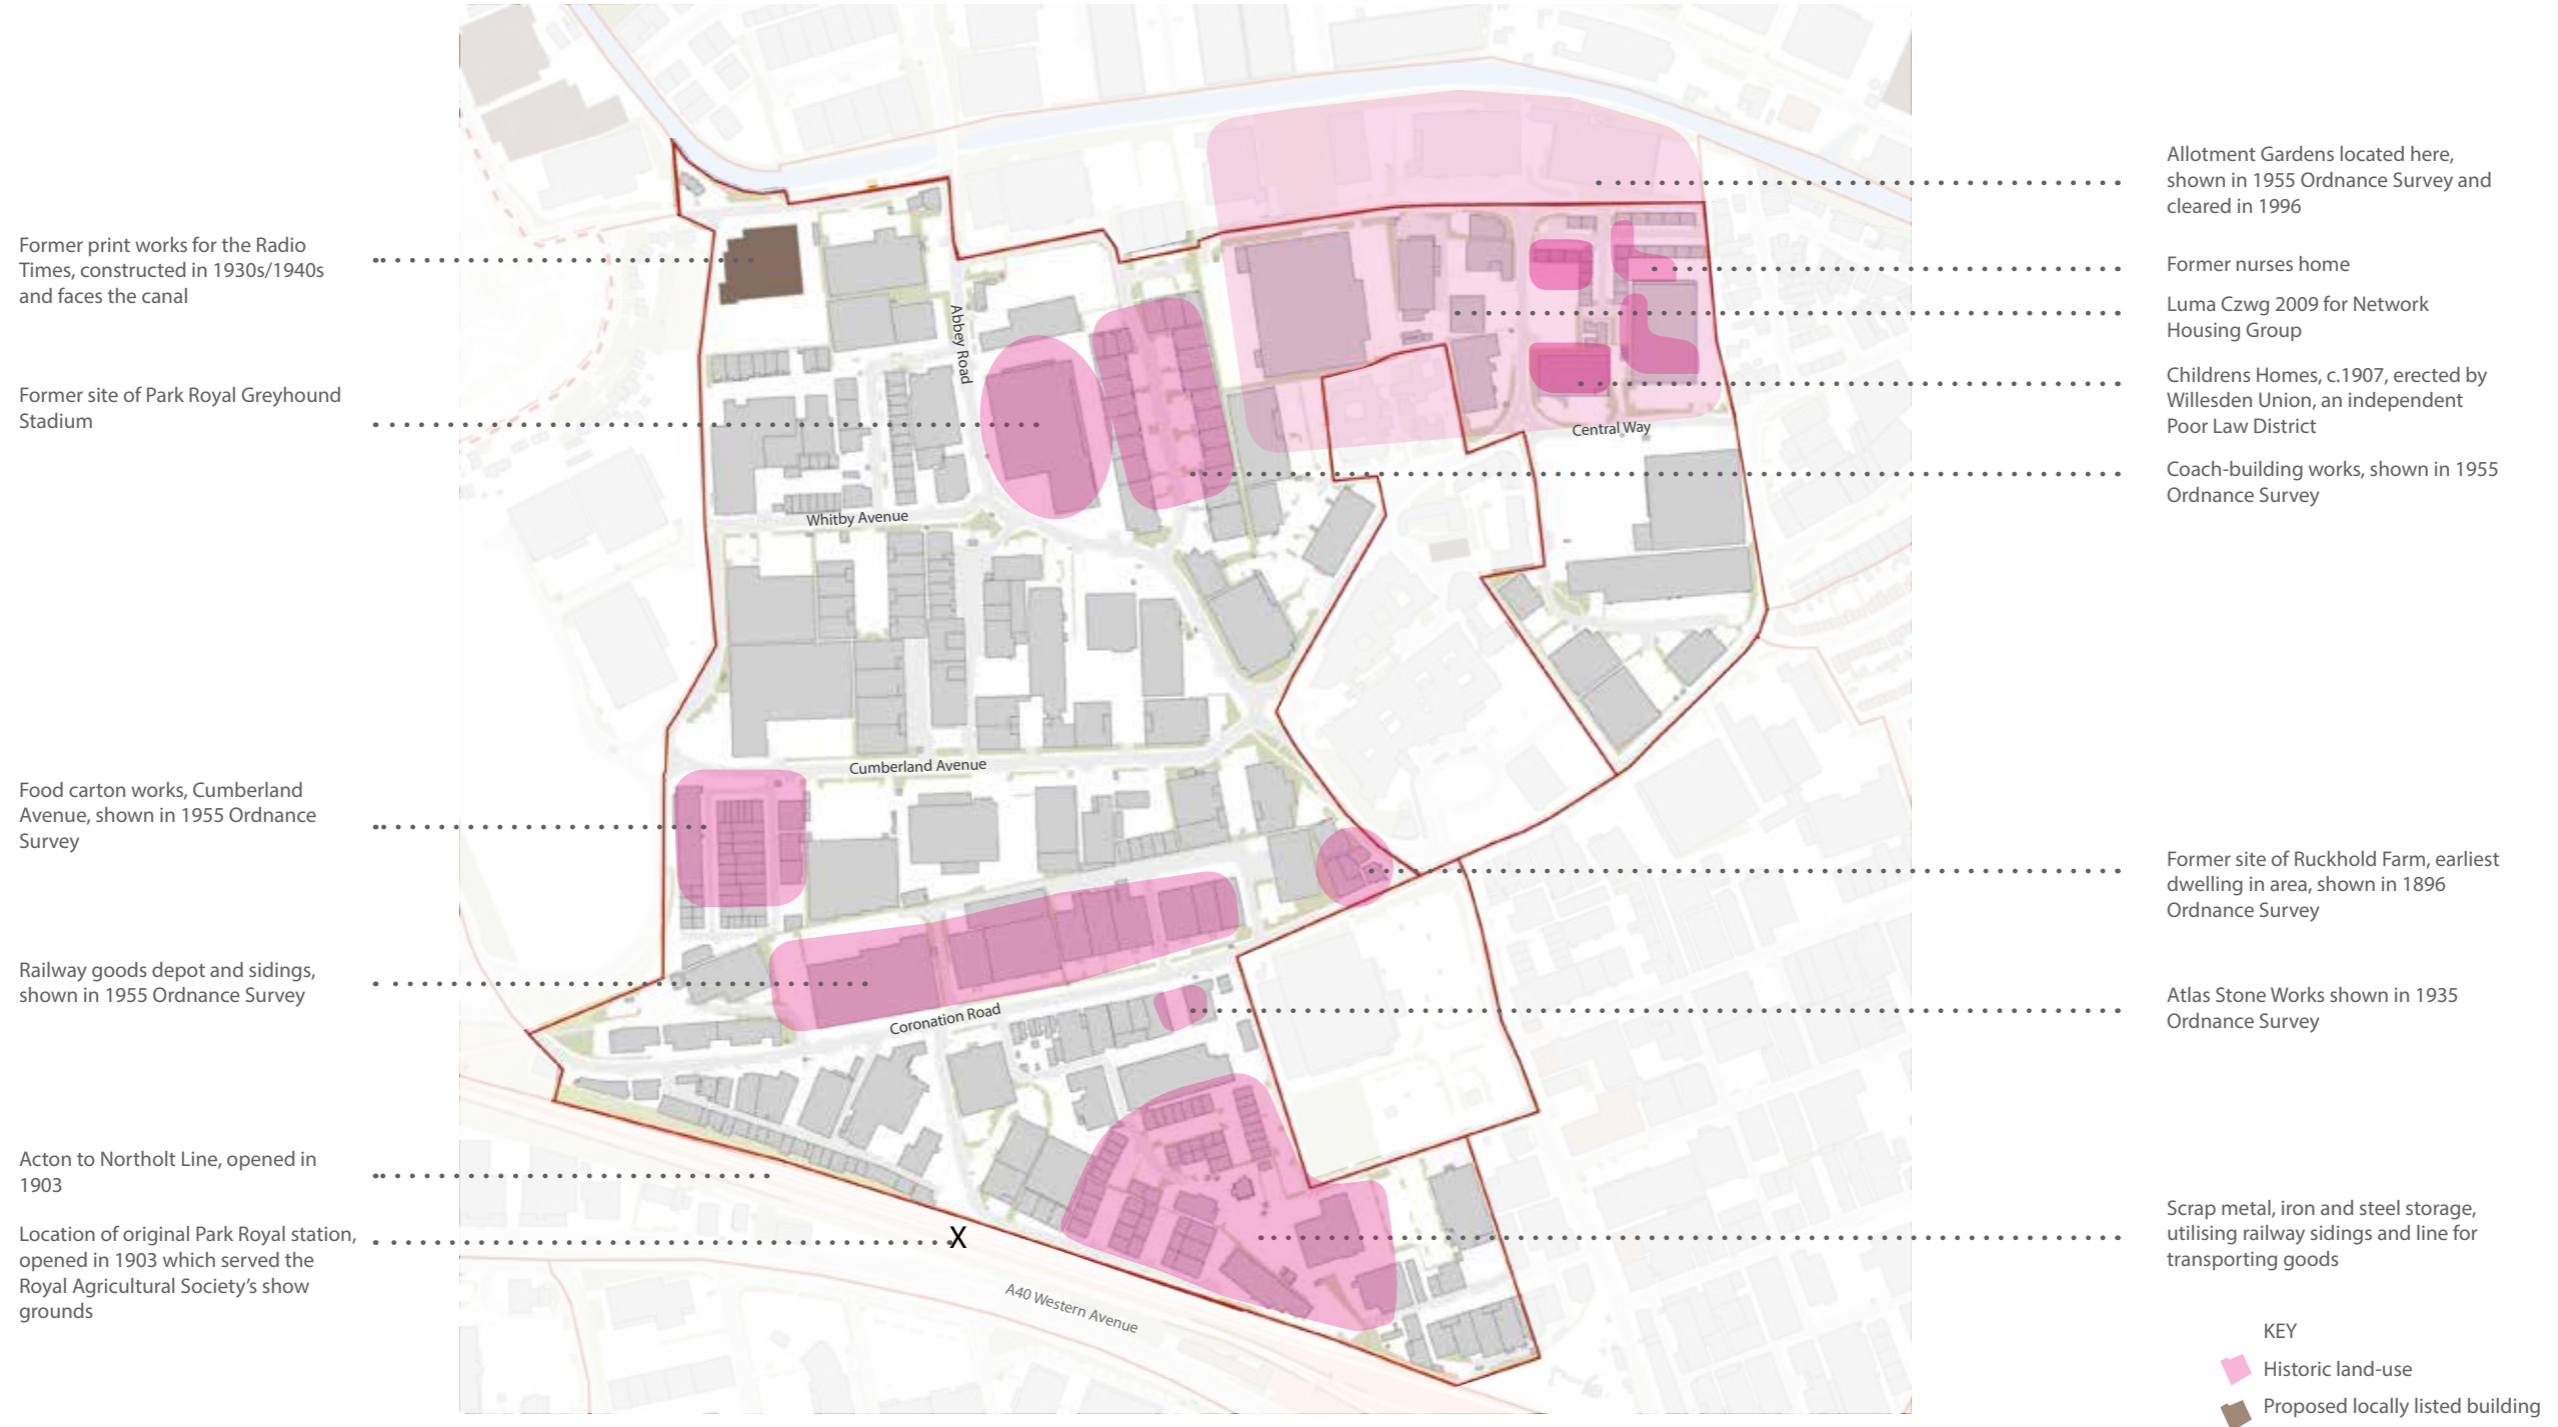 Former print works for the Radio
Times, constructed in 1930s/1940s
and faces the canal
Former site of Park Royal Greyhound
Stadium
Food carton works, Cumberland
Avenue, shown in 1955 Ordnance
Survey
Railway goods depot and sidings,
shown in 1955 Ordnance Survey
Acton to Northolt Line, opened in
1903
Location of original Park Royal station,
opened in 1903 which served the
Royal Agricultural Society’s show
grounds
Abbey Road
Whitby Avenue
Central Way
Cumberland Avenue
Coronation Road
X
A40 Western Avenue
Allotment Gardens located here,
shown in 1955 Ordnance Survey and
cleared in 1996
Former nurses home
Luma Czwg 2009 for Network
Housing Group
Childrens Homes, c.1907, erected by
Willesden Union, an independent
Poor Law District
Coach-building works, shown in 1955
Ordnance Survey
Former site of Ruckhold Farm, earliest
dwelling in area, shown in 1896
Ordnance Survey
Atlas Stone Works shown in 1935
Ordnance Survey
Scrap metal, iron and steel storage,
utilising railway sidings and line for
transporting goods
KEY
Historic land-use
Proposed locally listed building